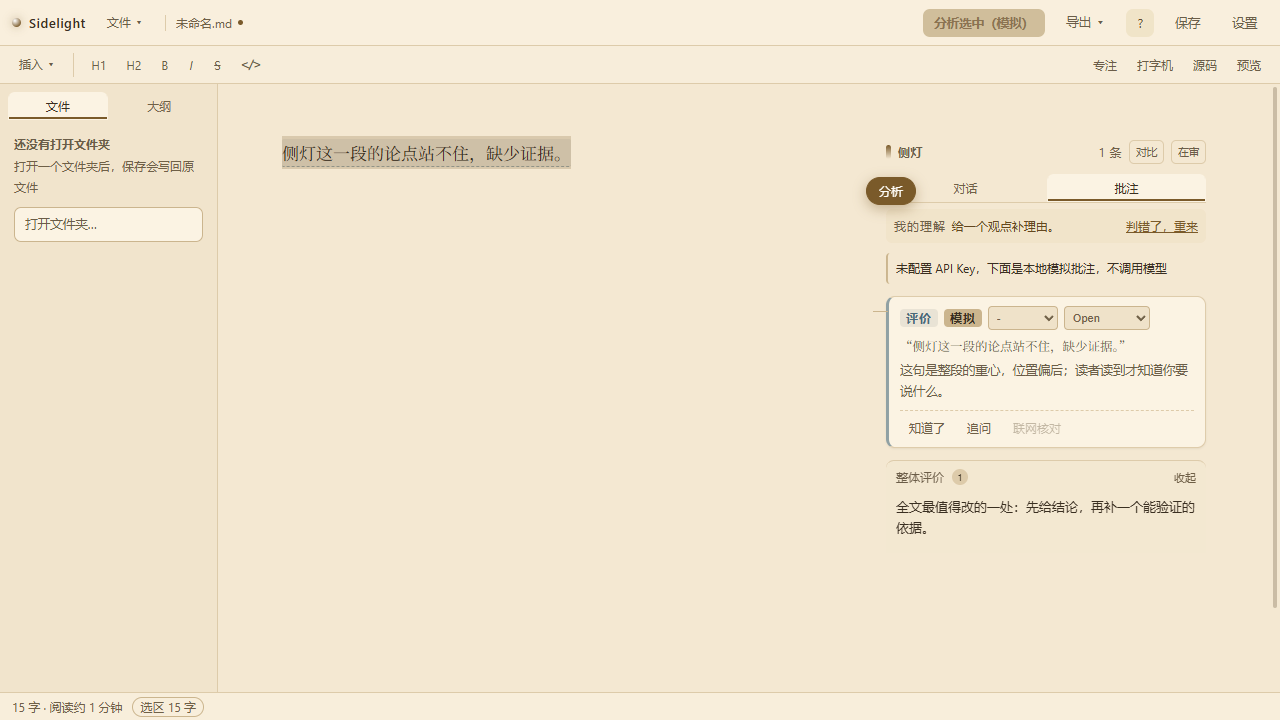 Sidelight 文件 未命名.md 分析选中（模拟） 导出 ? 保存 设置
插入 H1 H2 B I S </> 专注 打字机 源码 预览
文件 大纲
还没有打开文件夹
打开一个文件夹后，保存会写回原
文件
打开文件夹...
侧灯这一段的论点站不住，缺少证据。
侧灯 1 条 对比 在审
分析 对话 批注
我的理解 给一个观点补理由。 判错了，重来
未配置 API Key，下面是本地模拟批注，不调用模型
评价 模拟 - Open
“侧灯这一段的论点站不住，缺少证据。”
这句是整段的重心，位置偏后；读者读到才知道你要
说什么。
知道了 追问 联网核对
整体评价 1 收起
全文最值得改的一处：先给结论，再补一个能验证的
依据。
15 字 · 阅读约 1 分钟 选区 15 字